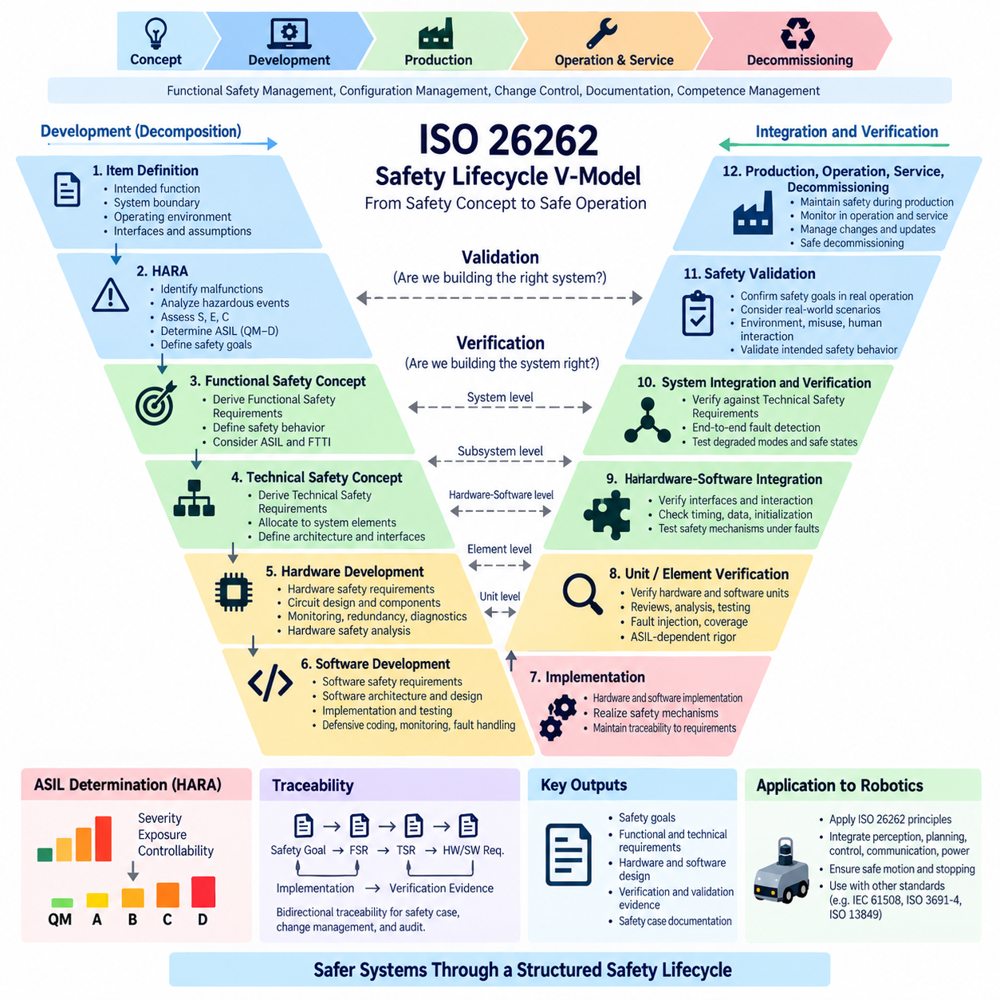 Concept
Development
Production
Operation & Service
Decommissioning
Functional Safety Management, Configuration Management, Change Control, Documentation, Competence Management
Development (Decomposition)
ISO 26262
Safety Lifecycle V-Model
From Safety Concept to Safe Operation
Integration and Verification
1. Item Definition
• Intended function
• System boundary
• Operating environment
• Interfaces and assumptions
2. HARA
• Identify malfunctions
• Analyze hazardous events
• Assess S, E, C
• Determine ASIL (QM–D)
• Define safety goals
3. Functional Safety Concept
• Derive Functional Safety
Requirements
• Define safety behavior
• Consider ASIL and FTTI
4. Technical Safety Concept
• Derive Technical Safety
Requirements
• Allocate to system elements
• Define architecture and interfaces
5. Hardware Development
• Hardware safety requirements
• Circuit design and components
• Monitoring, redundancy, diagnostics
• Hardware safety analysis
6. Software Development
• Software safety requirements
• Software architecture and design
• Implementation and testing
• Defensive coding, monitoring, fault handling
Validation
(Are we building the right system?)
Verification
(Are we building the system right?)
System level
Subsystem level
Hardware-Software level
Element level
Unit level
12. Production, Operation, Service,
Decommissioning
• Maintain safety during production
• Monitor in operation and service
• Manage changes and updates
• Safe decommissioning
11. Safety Validation
• Confirm safety goals in real operation
• Consider real-world scenarios
• Environment, misuse, human
interaction
• Validate intended safety behavior
10. System Integration and Verification
• Verify against Technical Safety
Requirements
• End-to-end fault detection
• Test degraded modes and safe states
9. Harhardware-Software Integration
• Verify interfaces and interaction
• Check timing, data, initialization
• Test safety mechanisms under faults
8. Unit / Element Verification
• Verify hardware and software units
• Reviews, analysis, testing
• Fault injection, coverage
• ASIL-dependent rigor
7. Implementation
• Hardware and software implementation
• Realize safety mechanisms
• Maintain traceability to requirements
ASIL Determination (HARA)
Severity
Exposure
Controllability
QM A B C D
Traceability
Safety Goal → FSR → TSR → HW/SW Req.
Implementation → Verification Evidence
Bidirectional traceability for safety case,
change management, and audit.
Key Outputs
• Safety goals
• Functional and technical
requirements
• Hardware and software
design
• Verification and validation
evidence
• Safety case documentation
Application to Robotics
• Apply ISO 26262 principles
• Integrate perception, planning,
control, communication, power
• Ensure safe motion and stopping
• Use with other standards
(e.g. IEC 61508, ISO 3691-4,
ISO 13849)
Safer Systems Through a Structured Safety Lifecycle